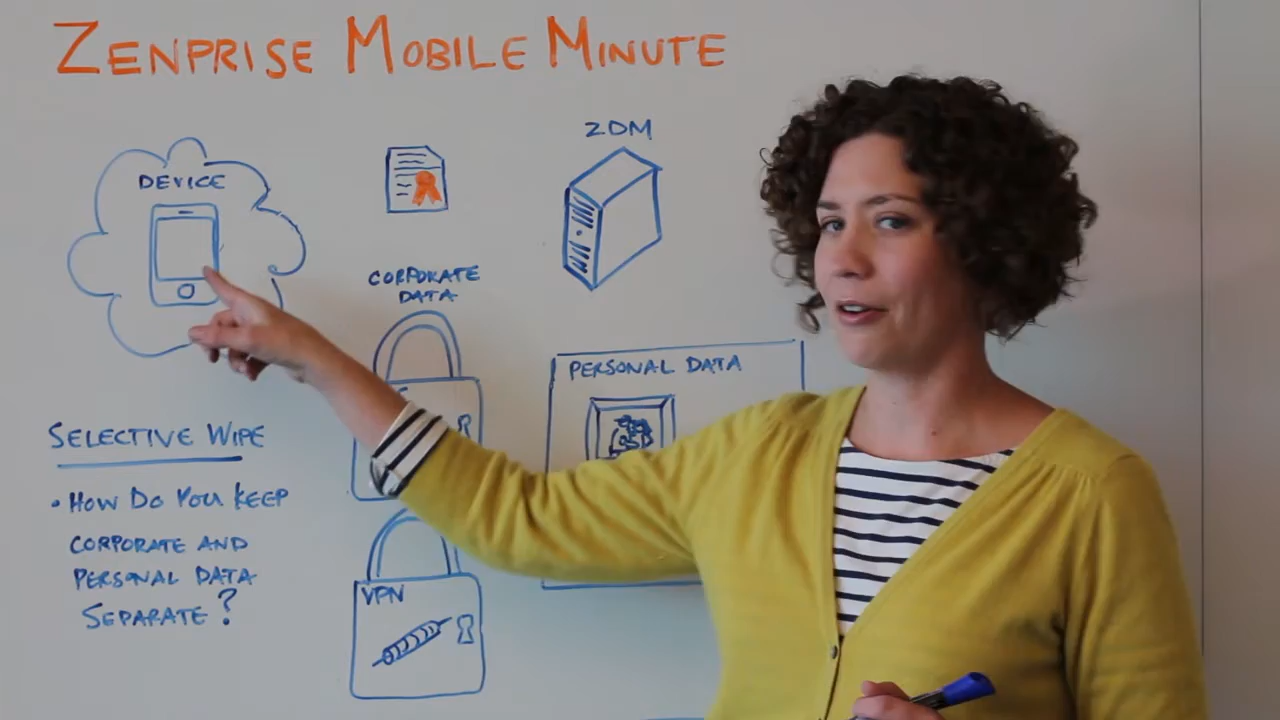 ZENPRISE MOBILE MINUTE
DEVICE
ZDM
CORPORATE
DATA
PERSONAL DATA
SELECTIVE WIPE
• HOW DO YOU KEEP
CORPORATE AND
PERSONAL DATA
SEPARATE?
VPN